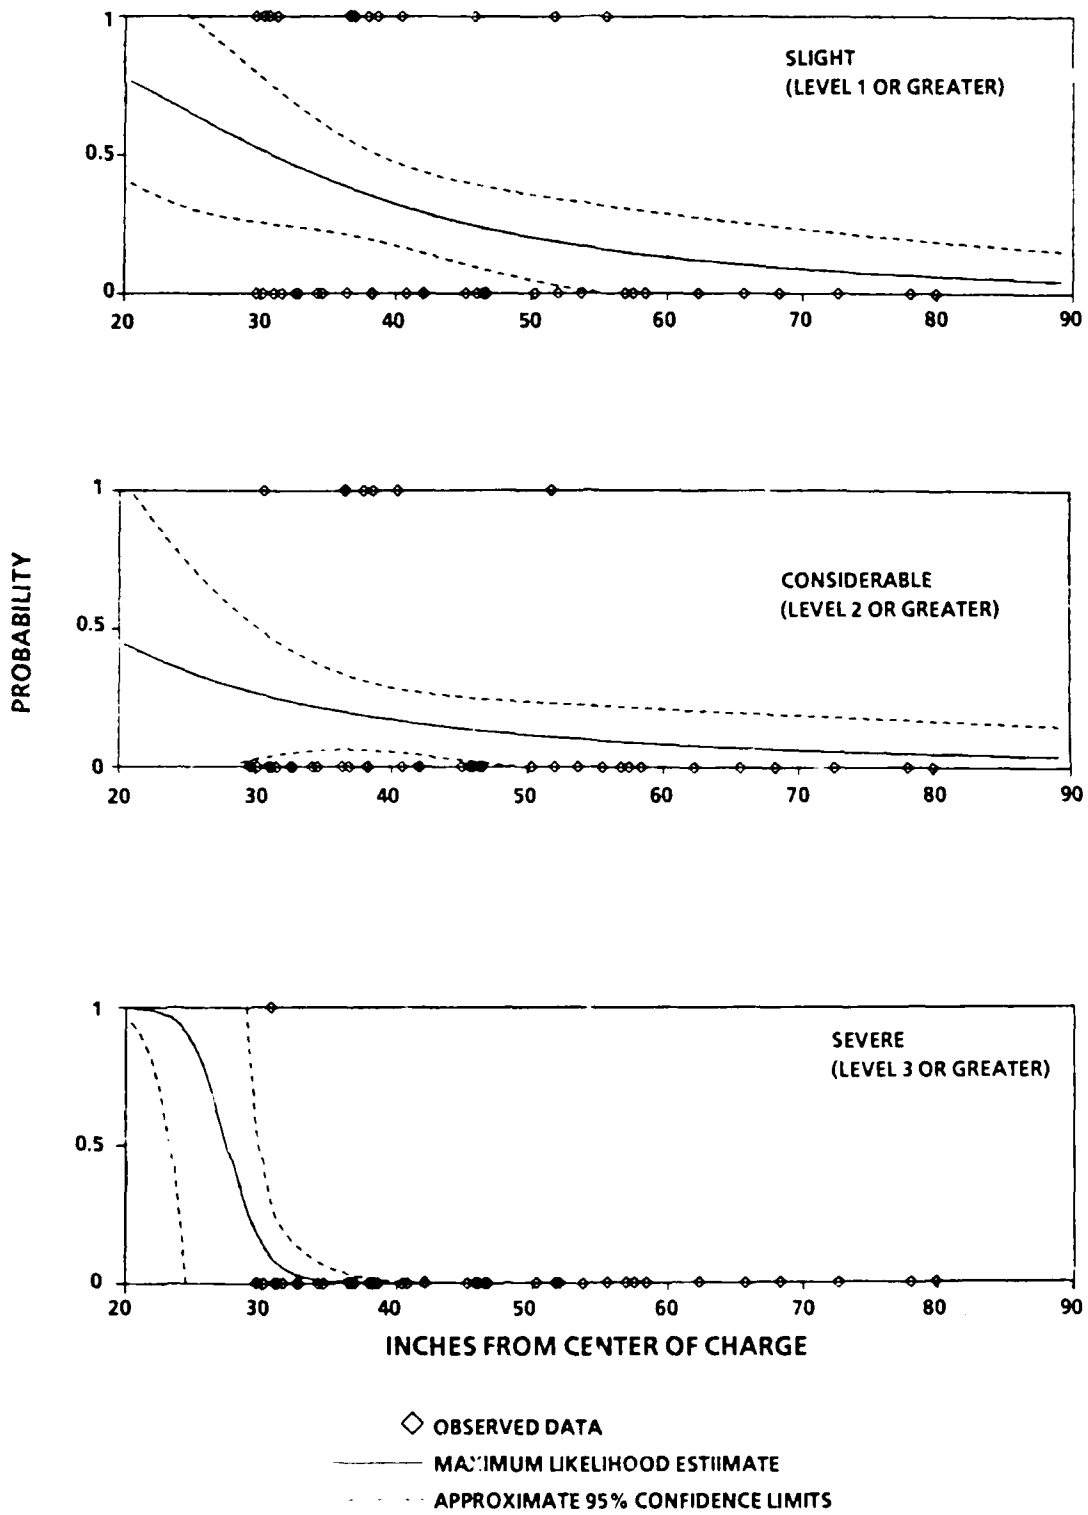 1
SLIGHT
(LEVEL 1 OR GREATER)
0.5
0
20 30 40 50 60 70 80 90
1
CONSIDERABLE
(LEVEL 2 OR GREATER)
0.5
0
20 30 40 50 60 70 80 90
PROBABILITY
1
SEVERE
(LEVEL 3 OR GREATER)
0.5
0
20 30 40 50 60 70 80 90
INCHES FROM CENTER OF CHARGE
OBSERVED DATA
MAXIMUM LIKELIHOOD ESTIIMATE
APPROXIMATE 95% CONFIDENCE LIMITS